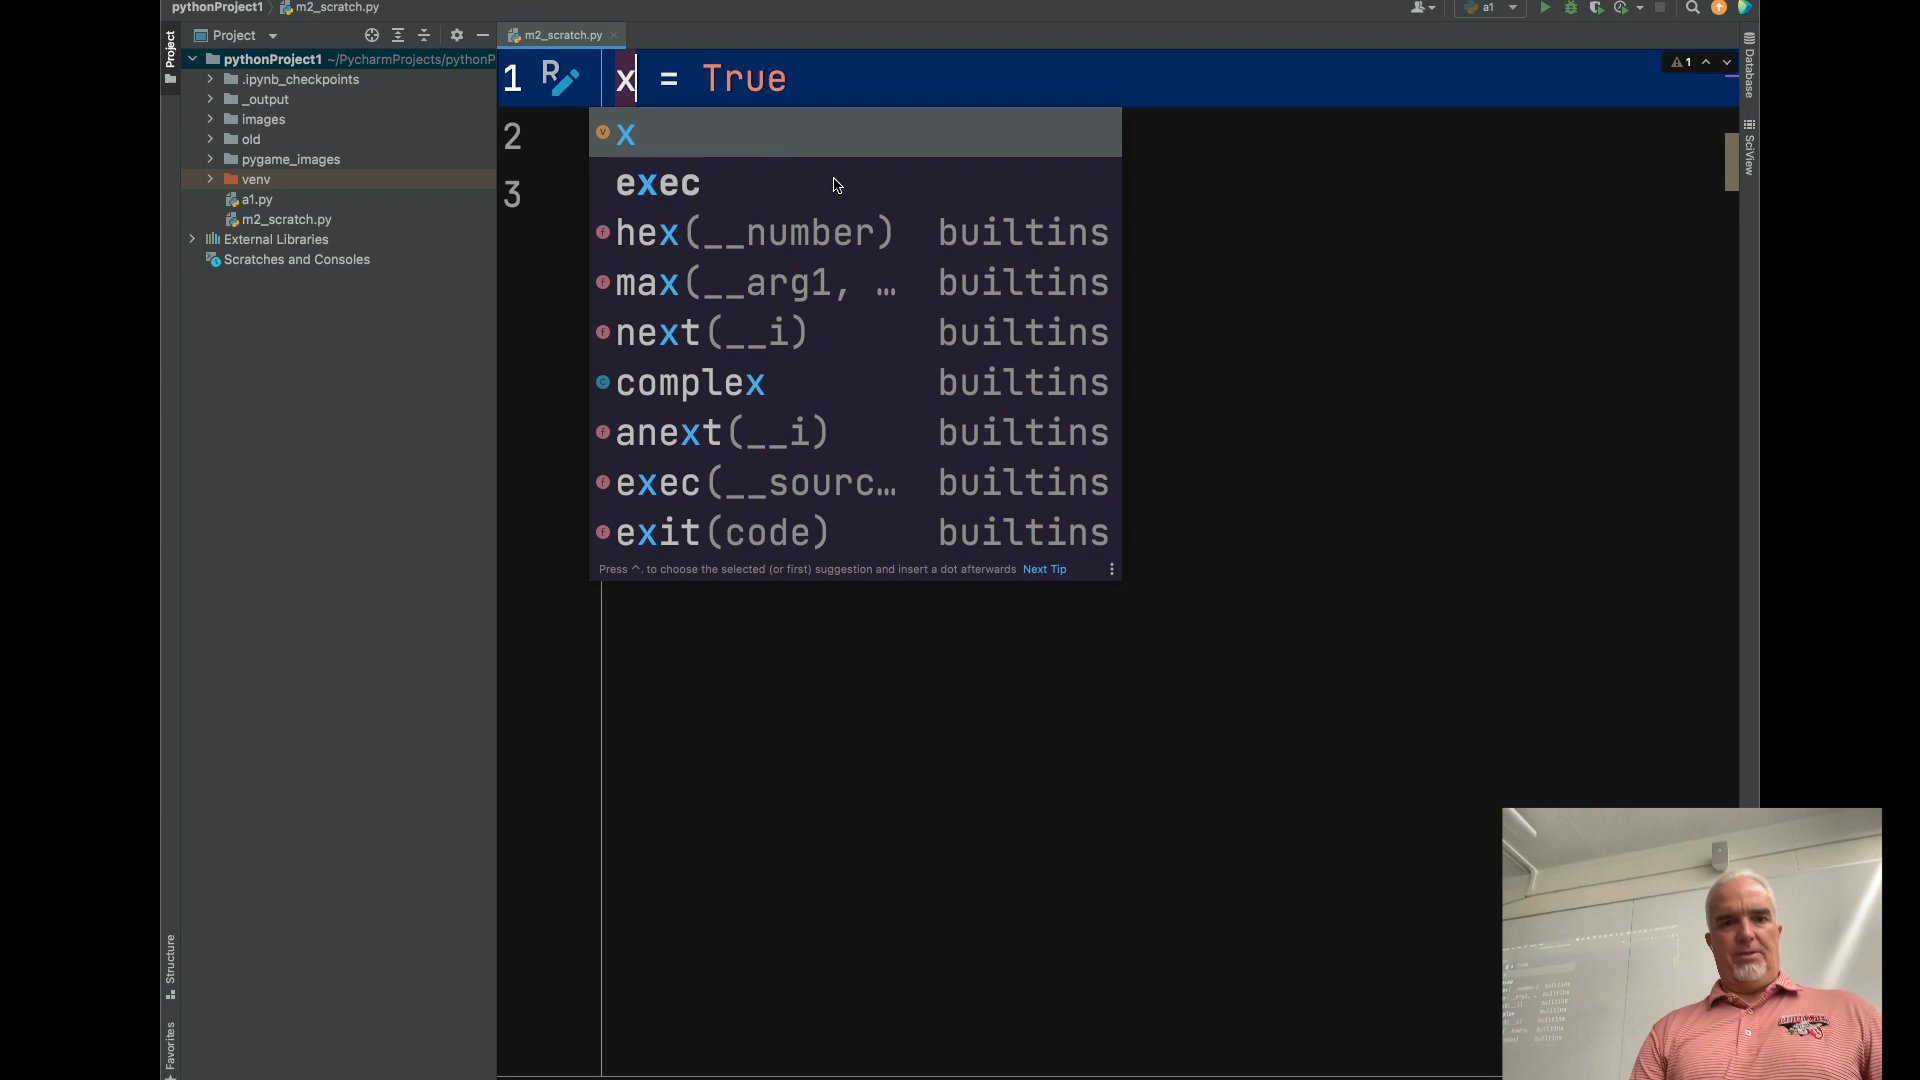 pythonProject1 m2_scratch.py
a1
Project
m2_scratch.py
Project
pythonProject1 ~/PycharmProjects/pythonP
.ipynb_checkpoints
_output
images
old
pygame_images
venv
a1.py
m2_scratch.py
External Libraries
Scratches and Consoles
Structure
Favorites
1 x = True
2
3
1
x
exec
hex(__number) builtins
max(__arg1, … builtins
next(__i) builtins
complex builtins
anext(__i) builtins
exec(__sourc… builtins
exit(code) builtins
Press ^. to choose the selected (or first) suggestion and insert a dot afterwards Next Tip
Database
SciView